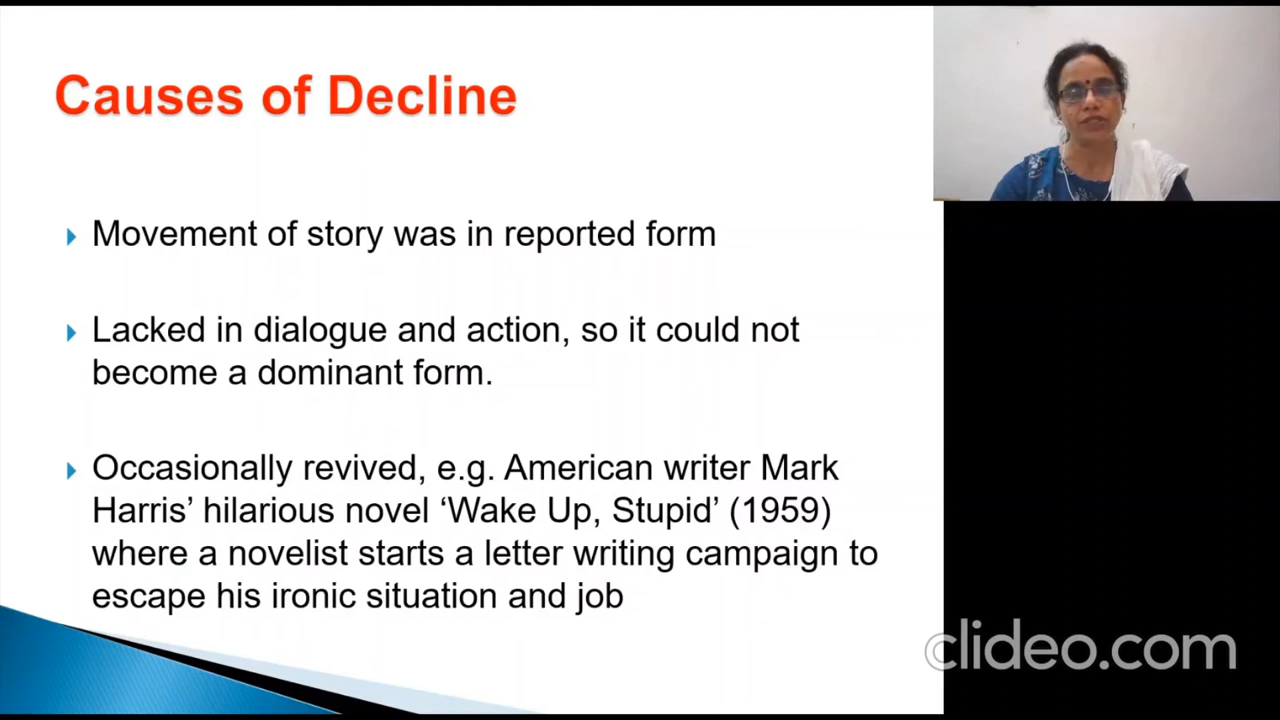 Causes of Decline
Movement of story was in reported form
Lacked in dialogue and action, so it could not
become a dominant form.
Occasionally revived, e.g. American writer Mark
Harris’ hilarious novel ‘Wake Up, Stupid’ (1959)
where a novelist starts a letter writing campaign to
escape his ironic situation and job
clideo.com